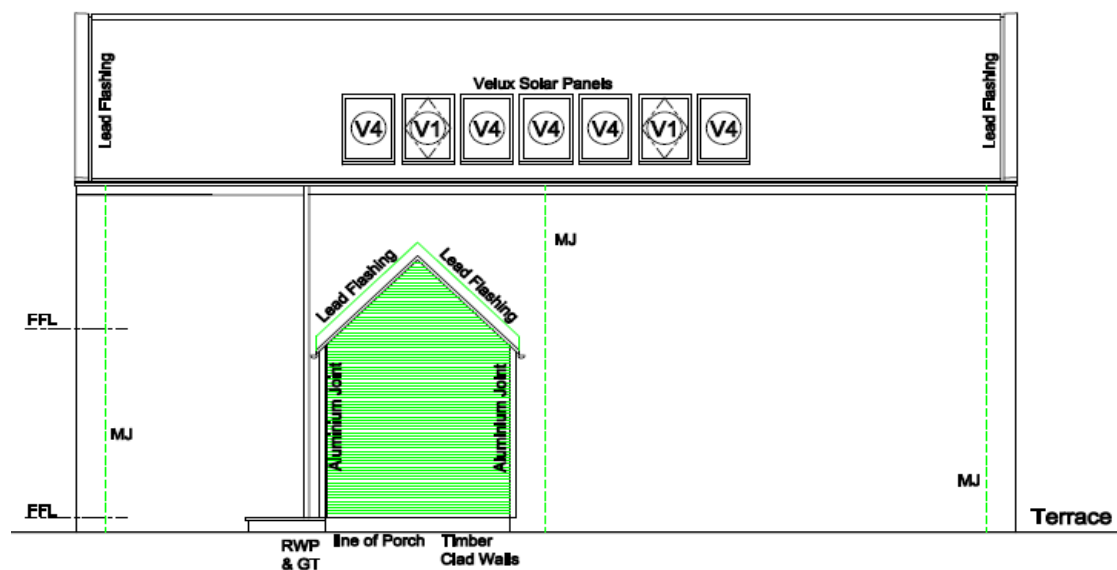 Velux Solar Panels
Lead Flashing
Lead Flashing
V4
V1
V4
V4
V4
V1
V4
MJ
Lead Flashing
Lead Flashing
FFL
Aluminium Joint
Aluminium Joint
MJ
MJ
FFL
Terrace
RWP
& GT
line of Porch
Timber
Clad Walls